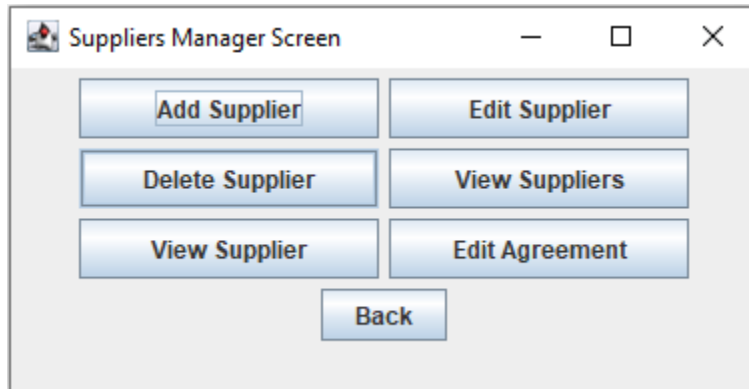 Suppliers Manager Screen
Add Supplier Edit Supplier
Delete Supplier View Suppliers
View Supplier Edit Agreement
Back